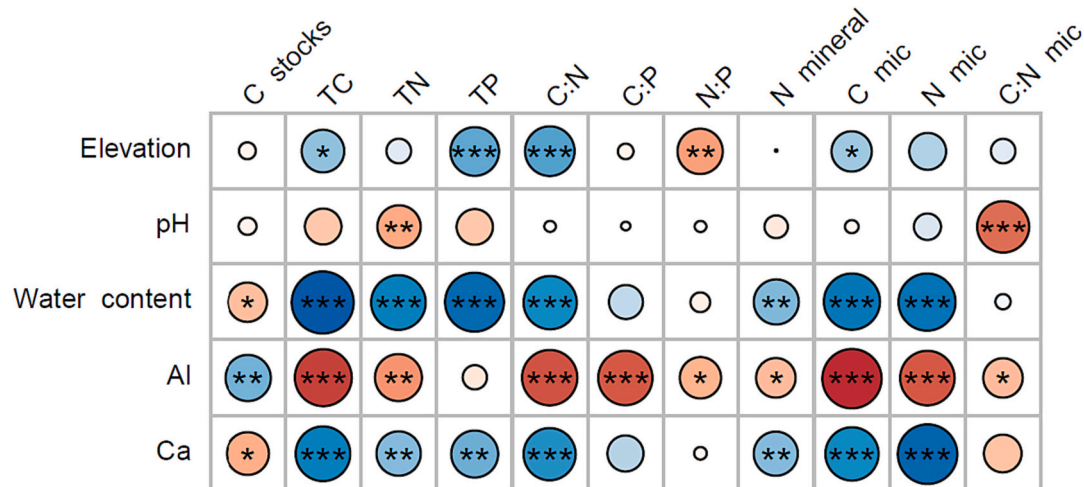 C stocks TC TN TP C:N C:P N:P N mineral C mic N mic C:N mic
Elevation * *** *** ** *
pH ** ***
Water content * *** *** *** *** ** *** ***
Al ** *** ** *** *** * * *** *** *
Ca * *** ** ** *** ** *** ***